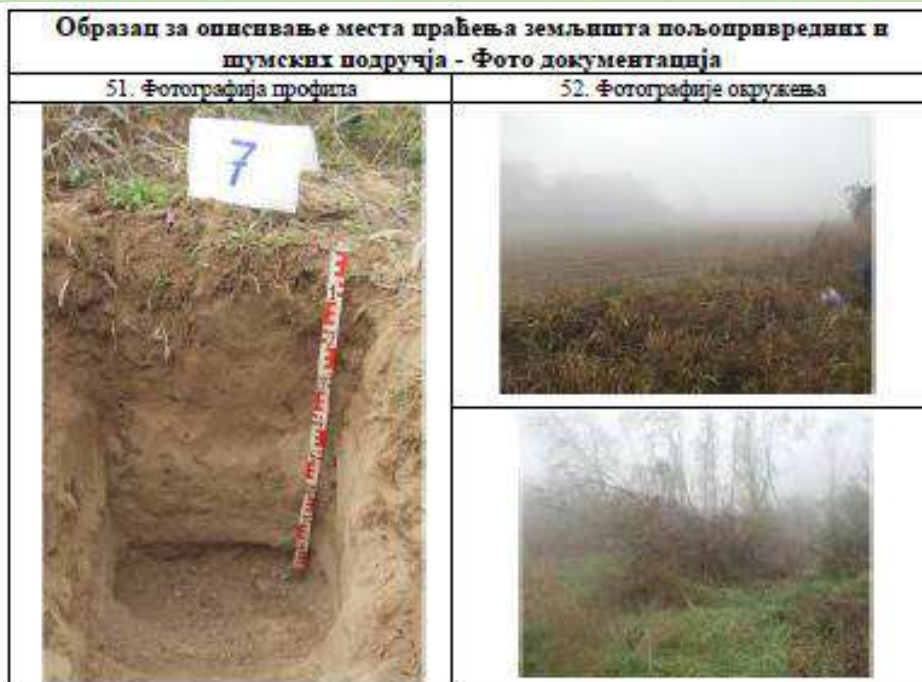 Образац за описивање места праћења земљишта пољопривредних и
шумских подручја - Фото документација
51. Фотографија профила
52. Фотографије окружења
7